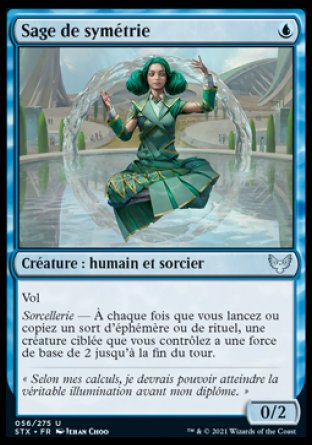 Sage de symétrie
Créature : humain et sorcier
Vol
Sorcellerie — À chaque fois que vous lancez ou
copiez un sort d'éphémère ou de rituel, une
créature ciblée que vous contrôlez a une force
de base de 2 jusqu'à la fin du tour.
« Selon mes calculs, je devrais pouvoir atteindre la
véritable illumination avant mon diplôme. »
0/2
056/275 U
STX • FR Jehan Choo
™ & © 2021 Wizards of the Coast